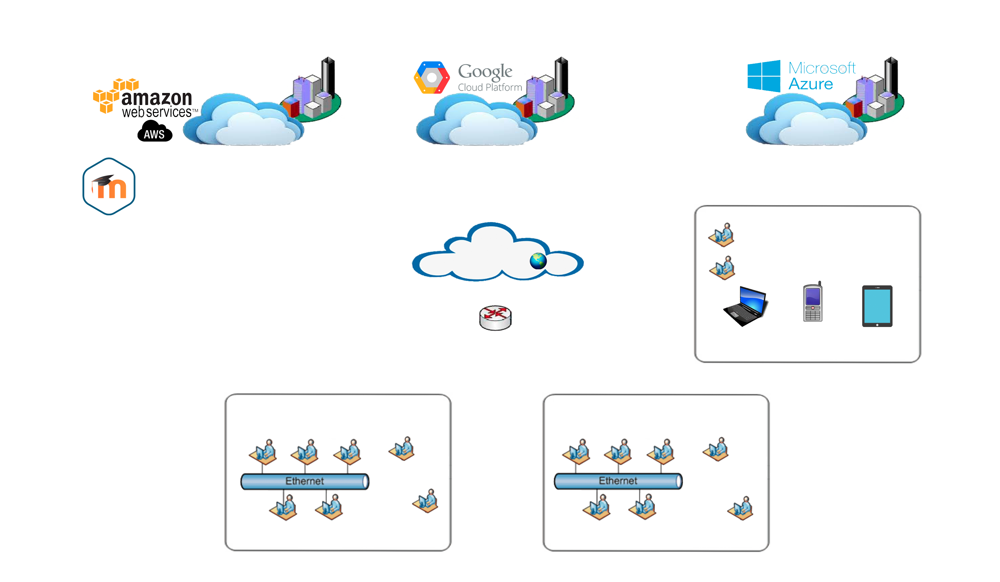 amazon
web services™
AWS
Google
Cloud Platform
Microsoft
Azure
m
Ethernet
Ethernet